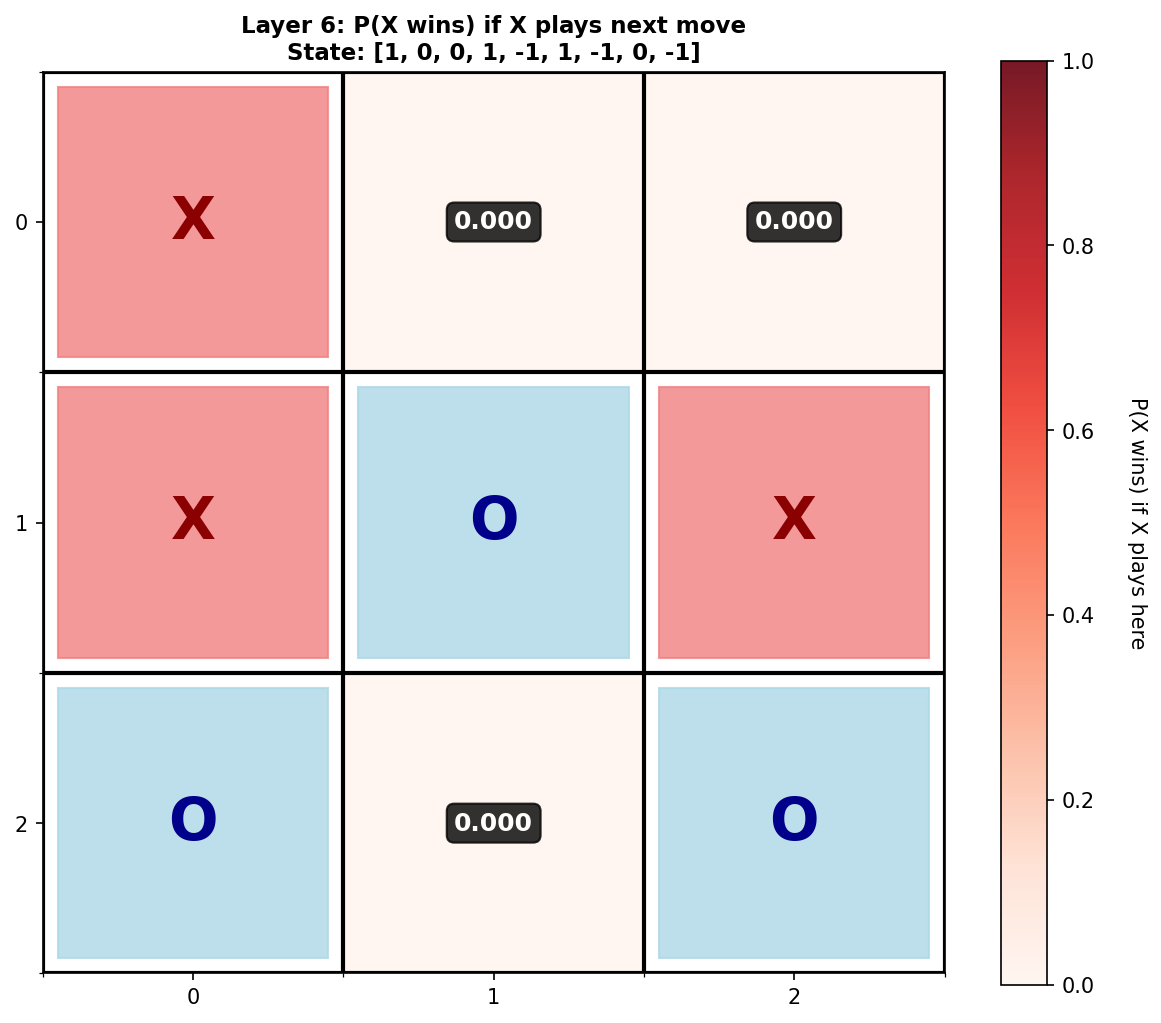 Layer 6: P(X wins) if X plays next move
State: [1, 0, 0, 1, -1, 1, -1, 0, -1]
X
0.000
0.000
X
O
X
O
0.000
O
0
1
2
0
1
2
1.0
0.8
0.6
0.4
0.2
0.0
P(X wins) if X plays here